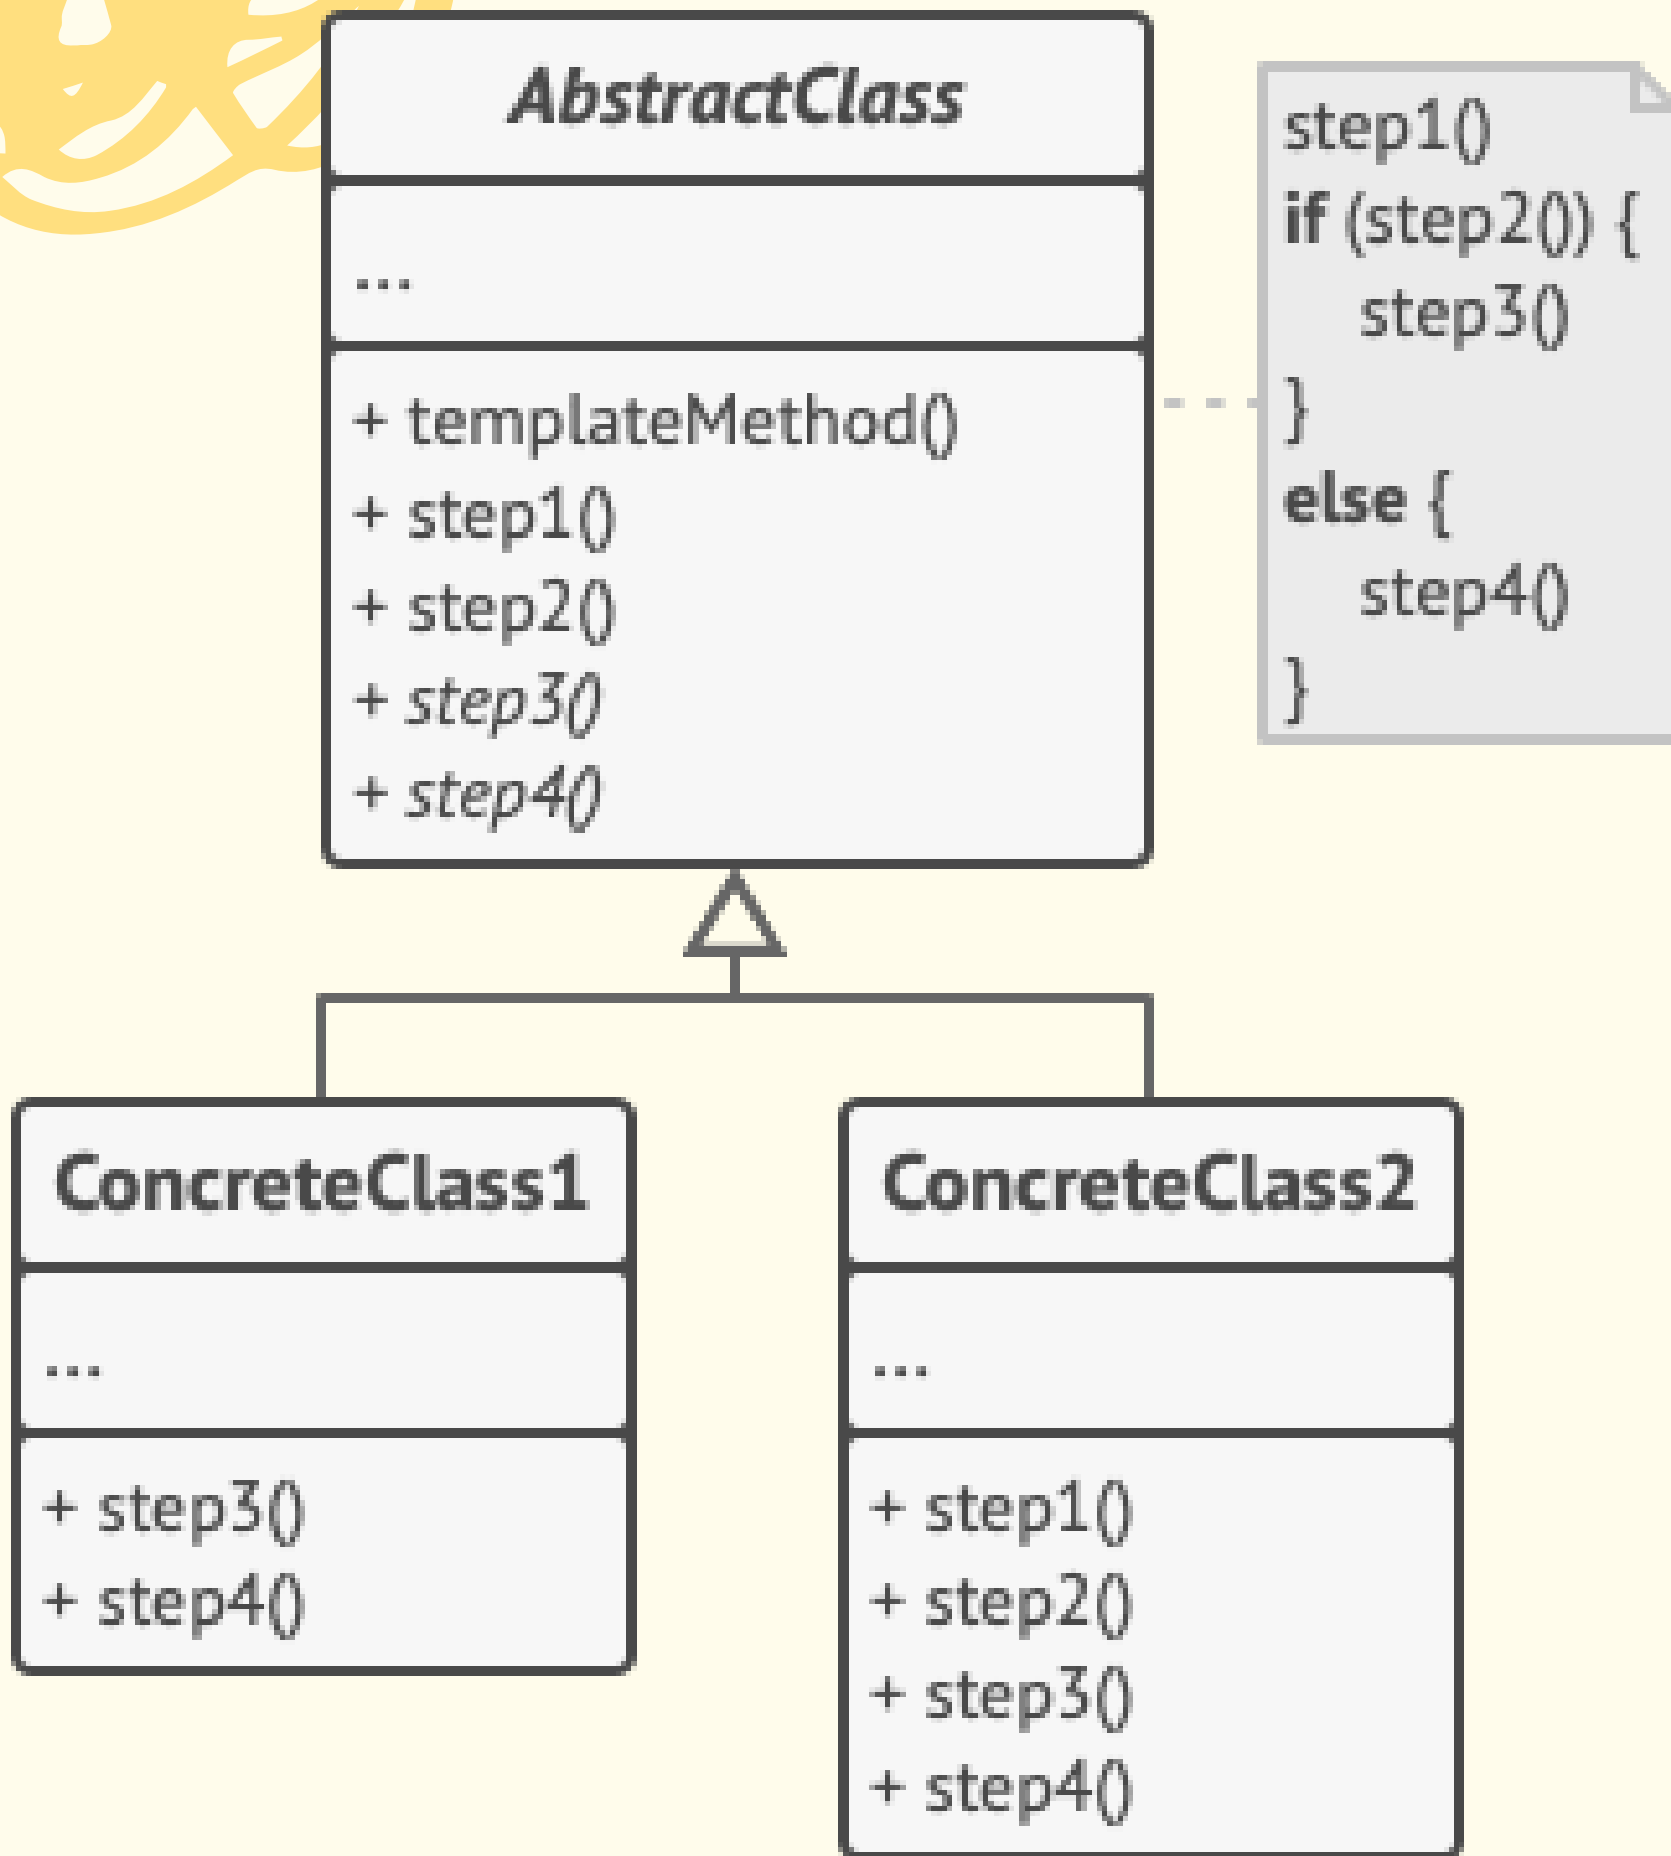 AbstractClass
...
+ templateMethod()
+ step1()
+ step2()
+ step3()
+ step4()
step1()
if (step2()) {
step3()
}
else {
step4()
}
ConcreteClass1
...
+ step3()
+ step4()
ConcreteClass2
...
+ step1()
+ step2()
+ step3()
+ step4()